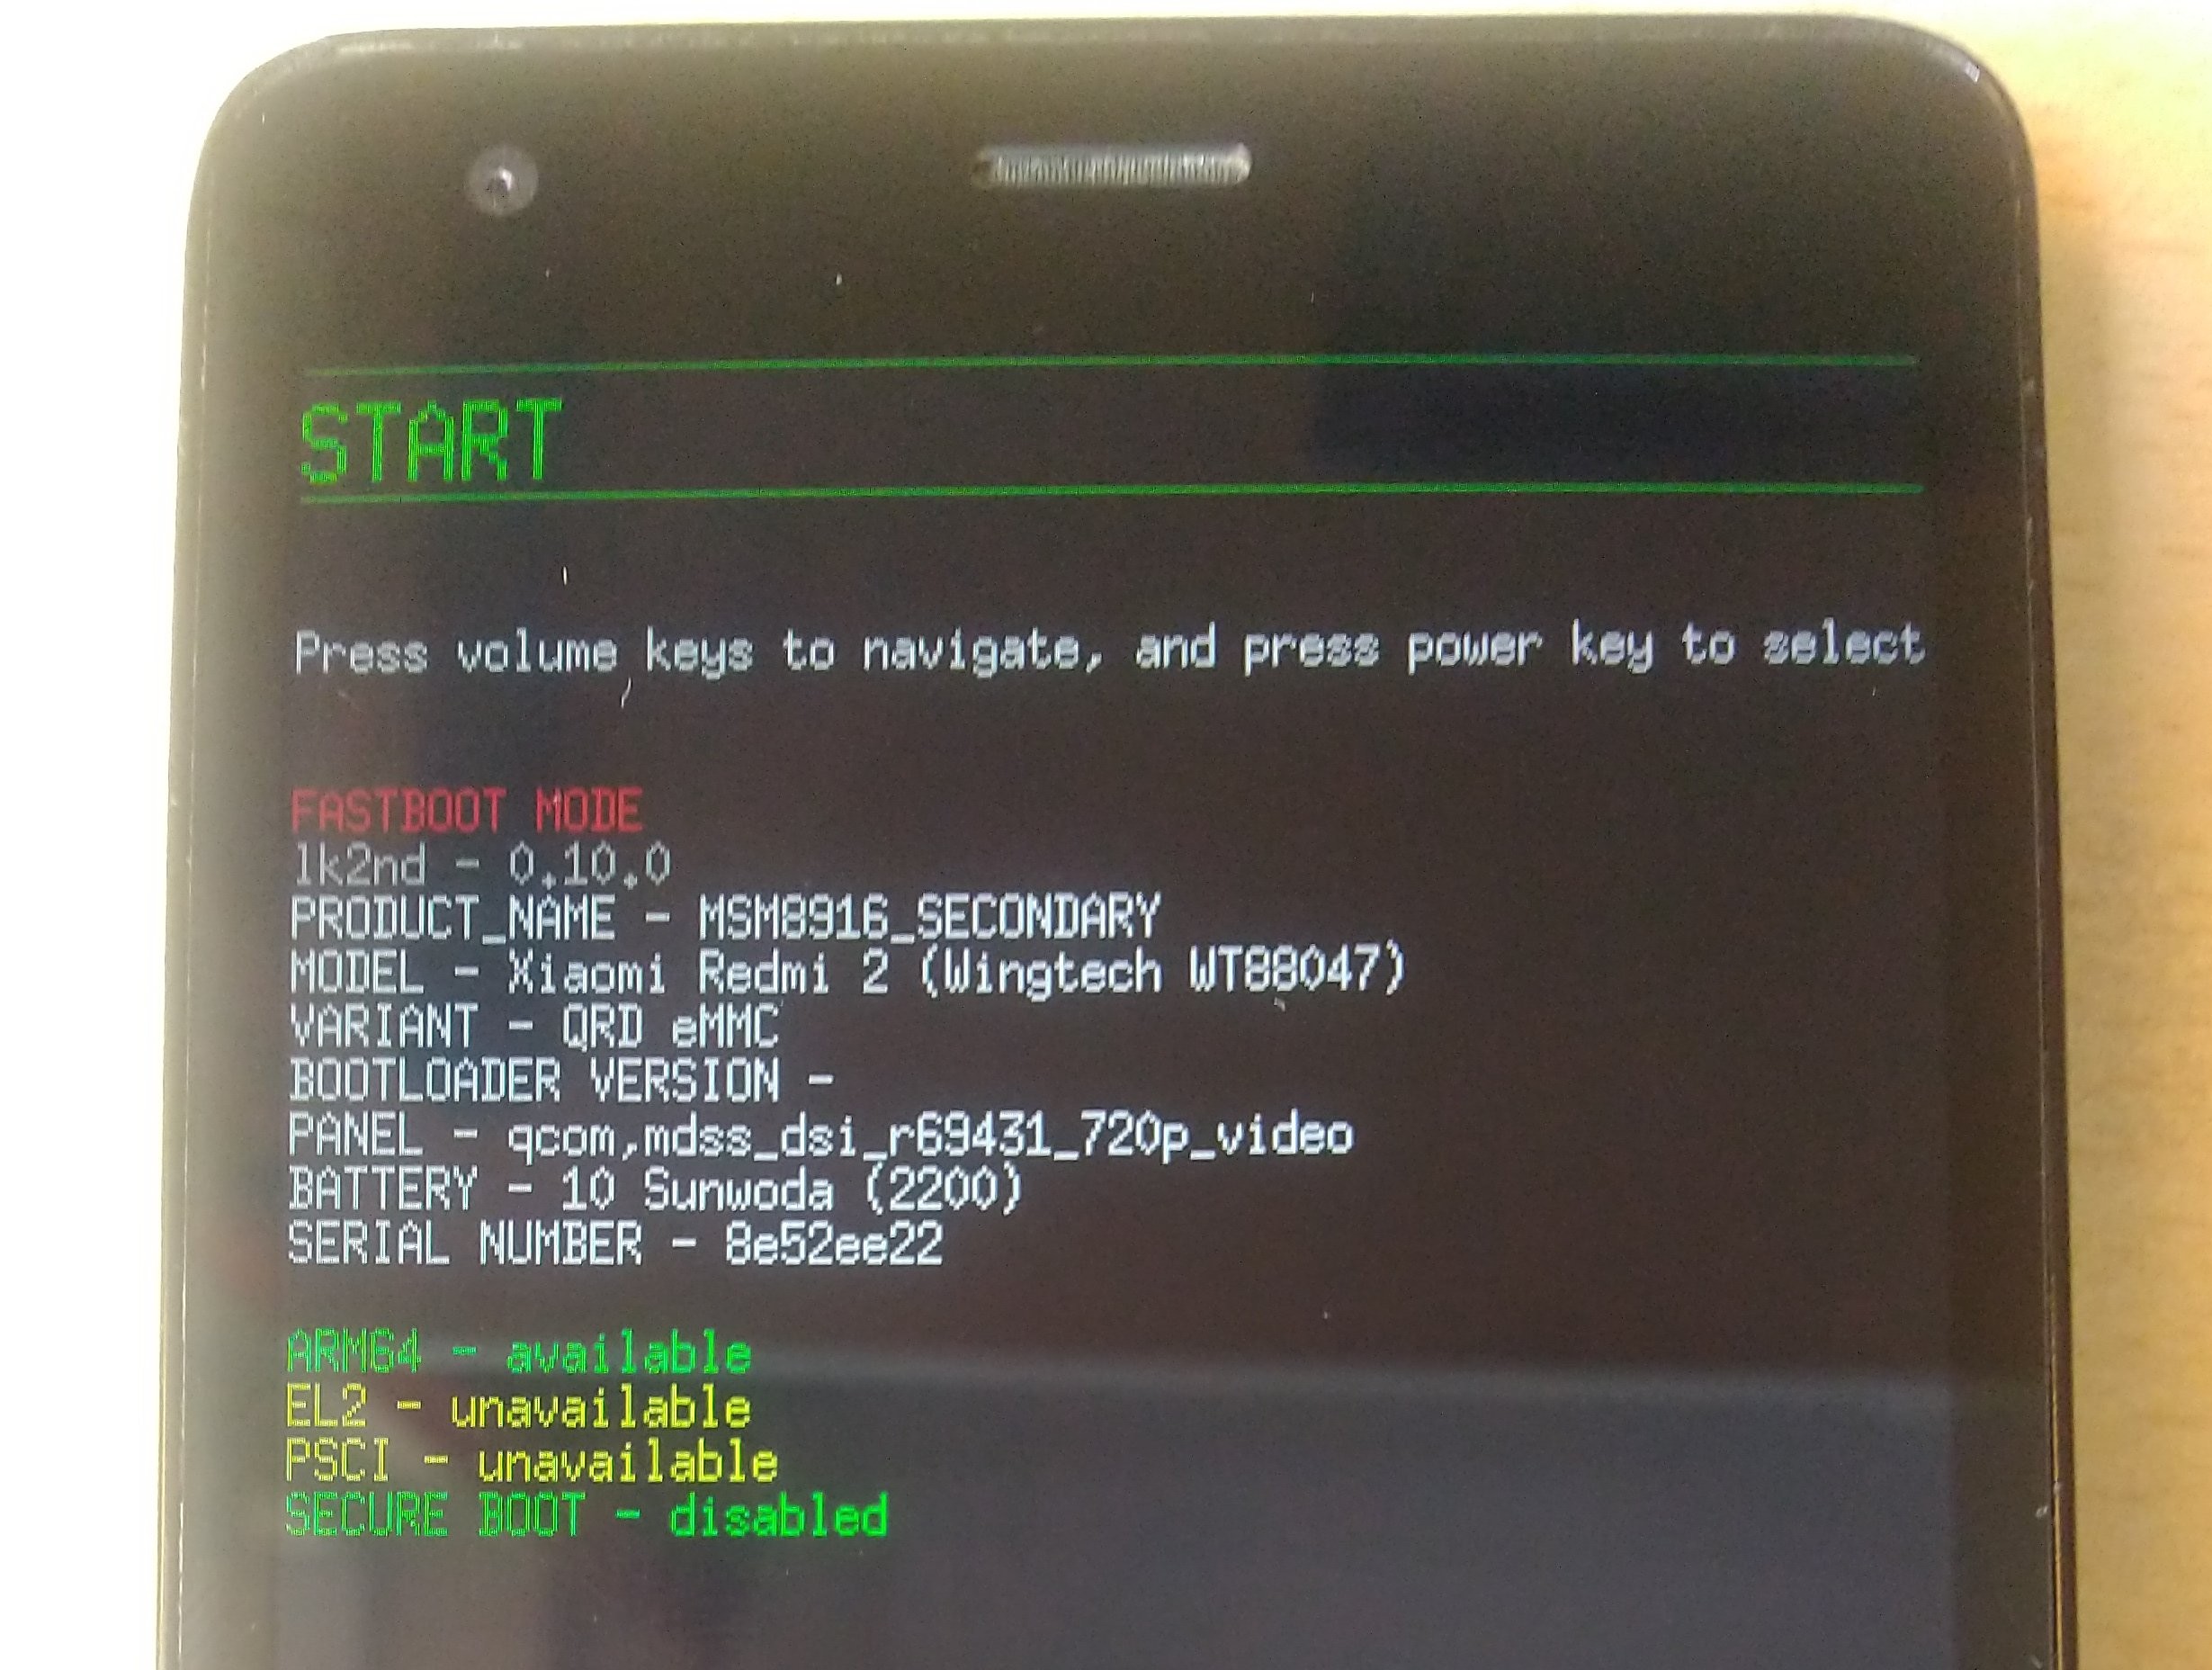 START
Press volume keys to navigate, and press power key to select
FASTBOOT MODE
lk2nd - 0.10.0
PRODUCT_NAME - MSM8916_SECONDARY
MODEL - Xiaomi Redmi 2 (Wingtech WT88047)
VARIANT - QRD eMMC
BOOTLOADER VERSION -
PANEL - qcom,mdss_dsi_r69431_720p_video
BATTERY - 10 Sunwoda (2200)
SERIAL NUMBER - 8e52ee22
ARM64 - available
EL2 - unavailable
PSCI - unavailable
SECURE BOOT - disabled